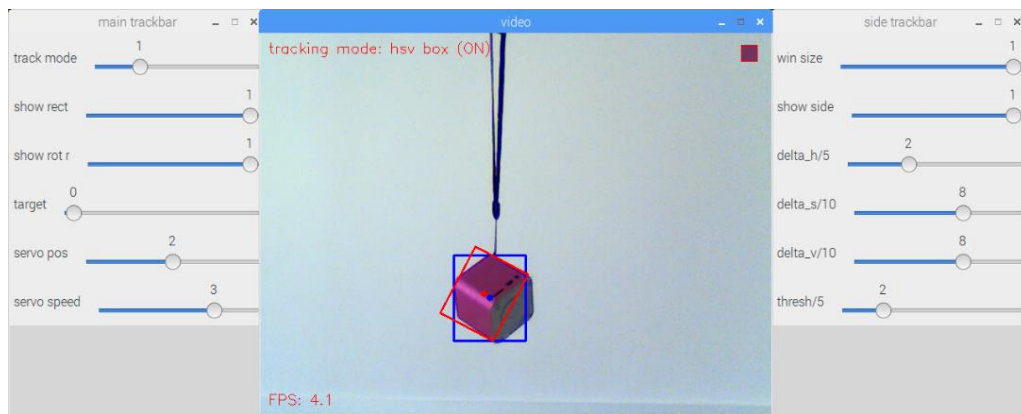 main trackbar
track mode
1
show rect
1
show rot r
1
target
0
servo pos
2
servo speed
3
video
tracking mode: hsv box (ON)
FPS: 4.1
side trackbar
win size
1
show side
1
delta_h/5
2
delta_s/10
8
delta_v/10
8
thresh/5
2